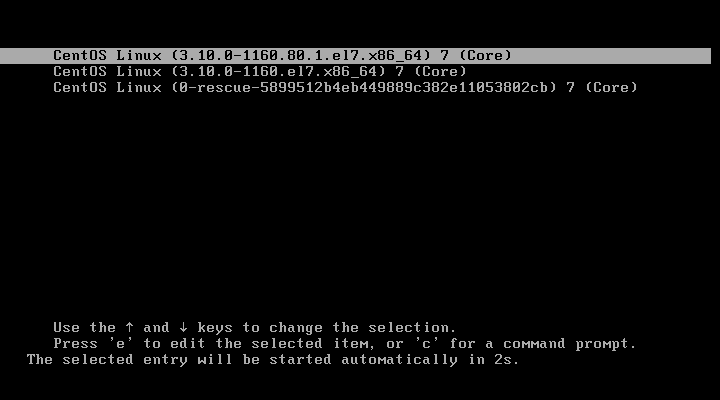 CentOS Linux (3.10.0-1160.80.1.el7.x86_64) 7 (Core)
CentOS Linux (3.10.0-1160.el7.x86_64) 7 (Core)
CentOS Linux (0-rescue-5899512b4eb449889c382e11053802cb) 7 (Core)
Use the ↑ and ↓ keys to change the selection.
Press 'e' to edit the selected item, or 'c' for a command prompt.
The selected entry will be started automatically in 2s.